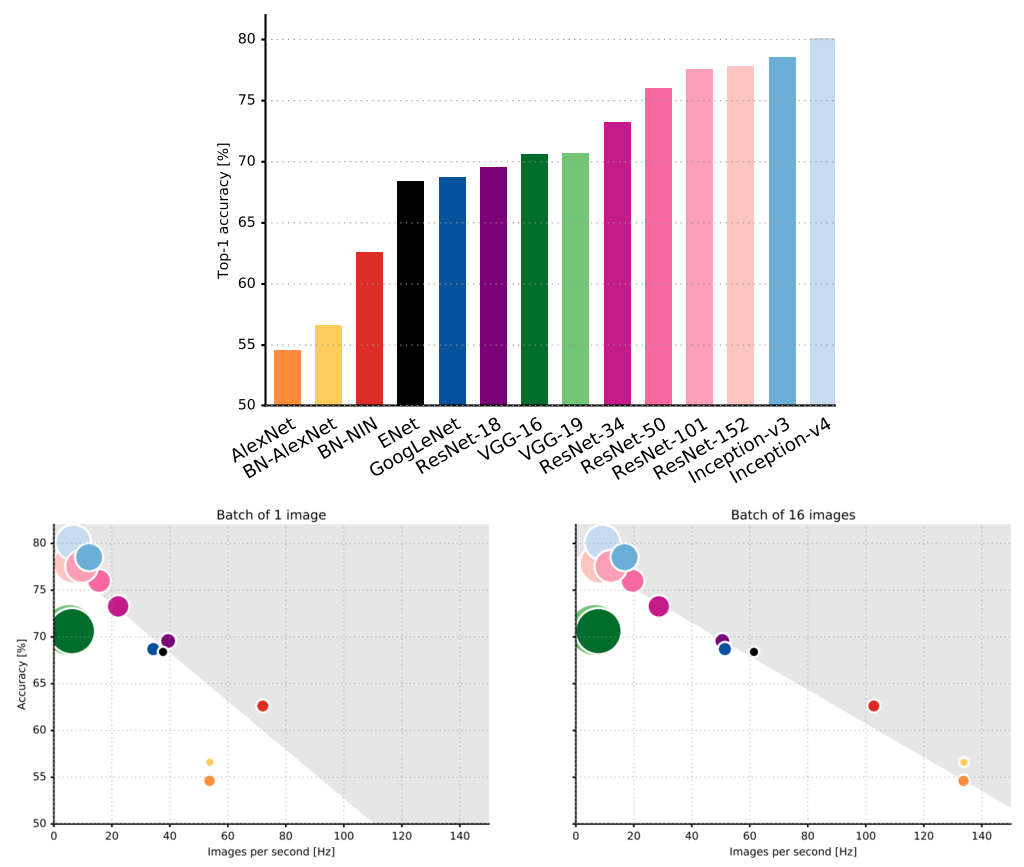 80
75
70
65
60
55
50
Top-1 accuracy [%]
AlexNet
BN-AlexNet
BN-NIN
ENet
GoogLeNet
ResNet-18
VGG-16
VGG-19
ResNet-34
ResNet-50
ResNet-101
ResNet-152
Inception-v3
Inception-v4
Batch of 1 image
80
75
70
65
60
55
50
Accuracy [%]
0 20 40 60 80 100 120 140
Images per second [Hz]
Batch of 16 images
80
75
70
65
60
55
50
0 20 40 60 80 100 120 140
Images per second [Hz]